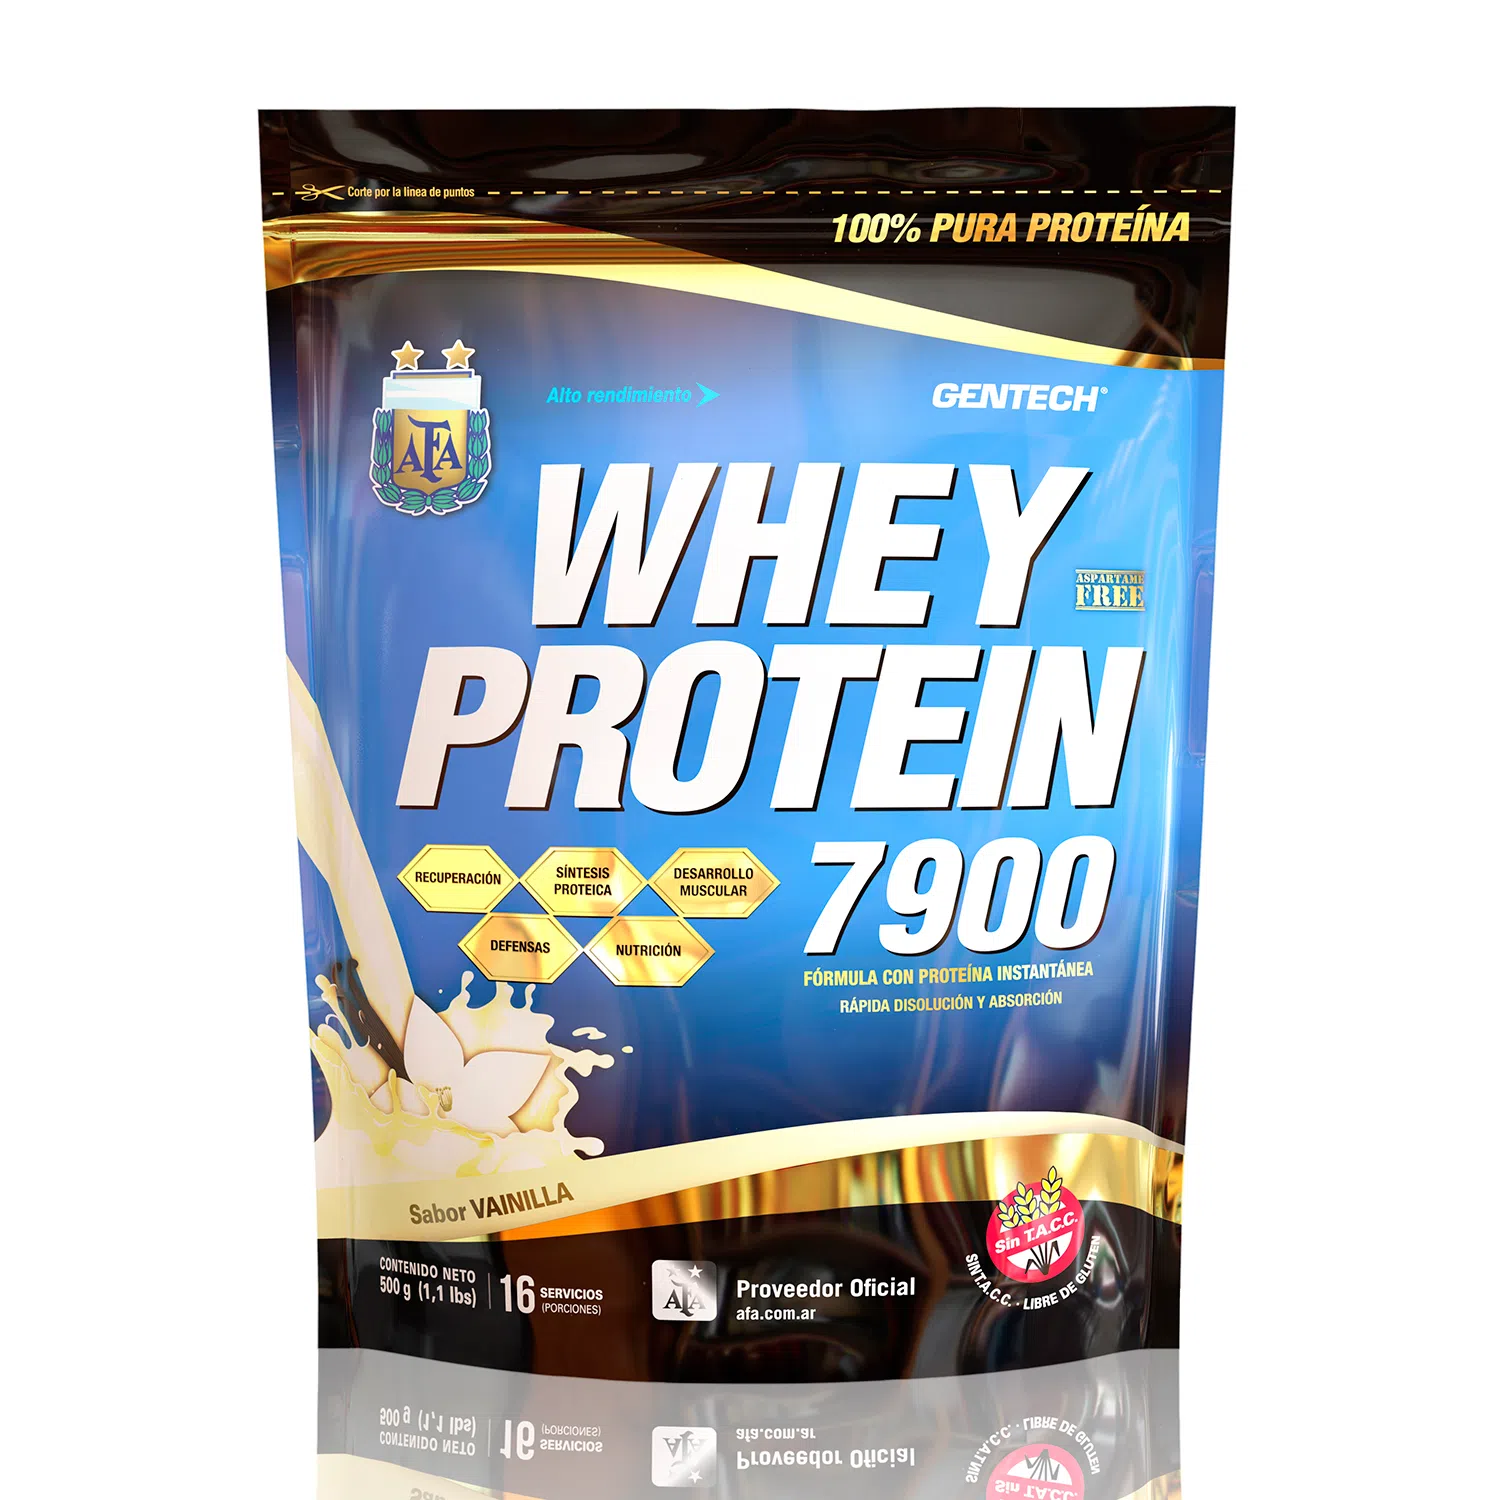 Corte por la línea de puntos
100% PURA PROTEÍNA
AFA
Alto rendimiento
GENTECH®
WHEY
ASPARTAME
FREE
PROTEIN
7900
RECUPERACIÓN
SÍNTESIS
PROTEICA
DESARROLLO
MUSCULAR
DEFENSAS
NUTRICIÓN
FÓRMULA CON PROTEÍNA INSTANTÁNEA
RÁPIDA DISOLUCIÓN Y ABSORCIÓN
Sabor VAINILLA
CONTENIDO NETO
500 g (1,1 lbs)
16 SERVICIOS
(PORCIONES)
AFA
Proveedor Oficial
afa.com.ar
Sin T.A.C.C.
SIN T.A.C.C. · LIBRE DE GLUTEN